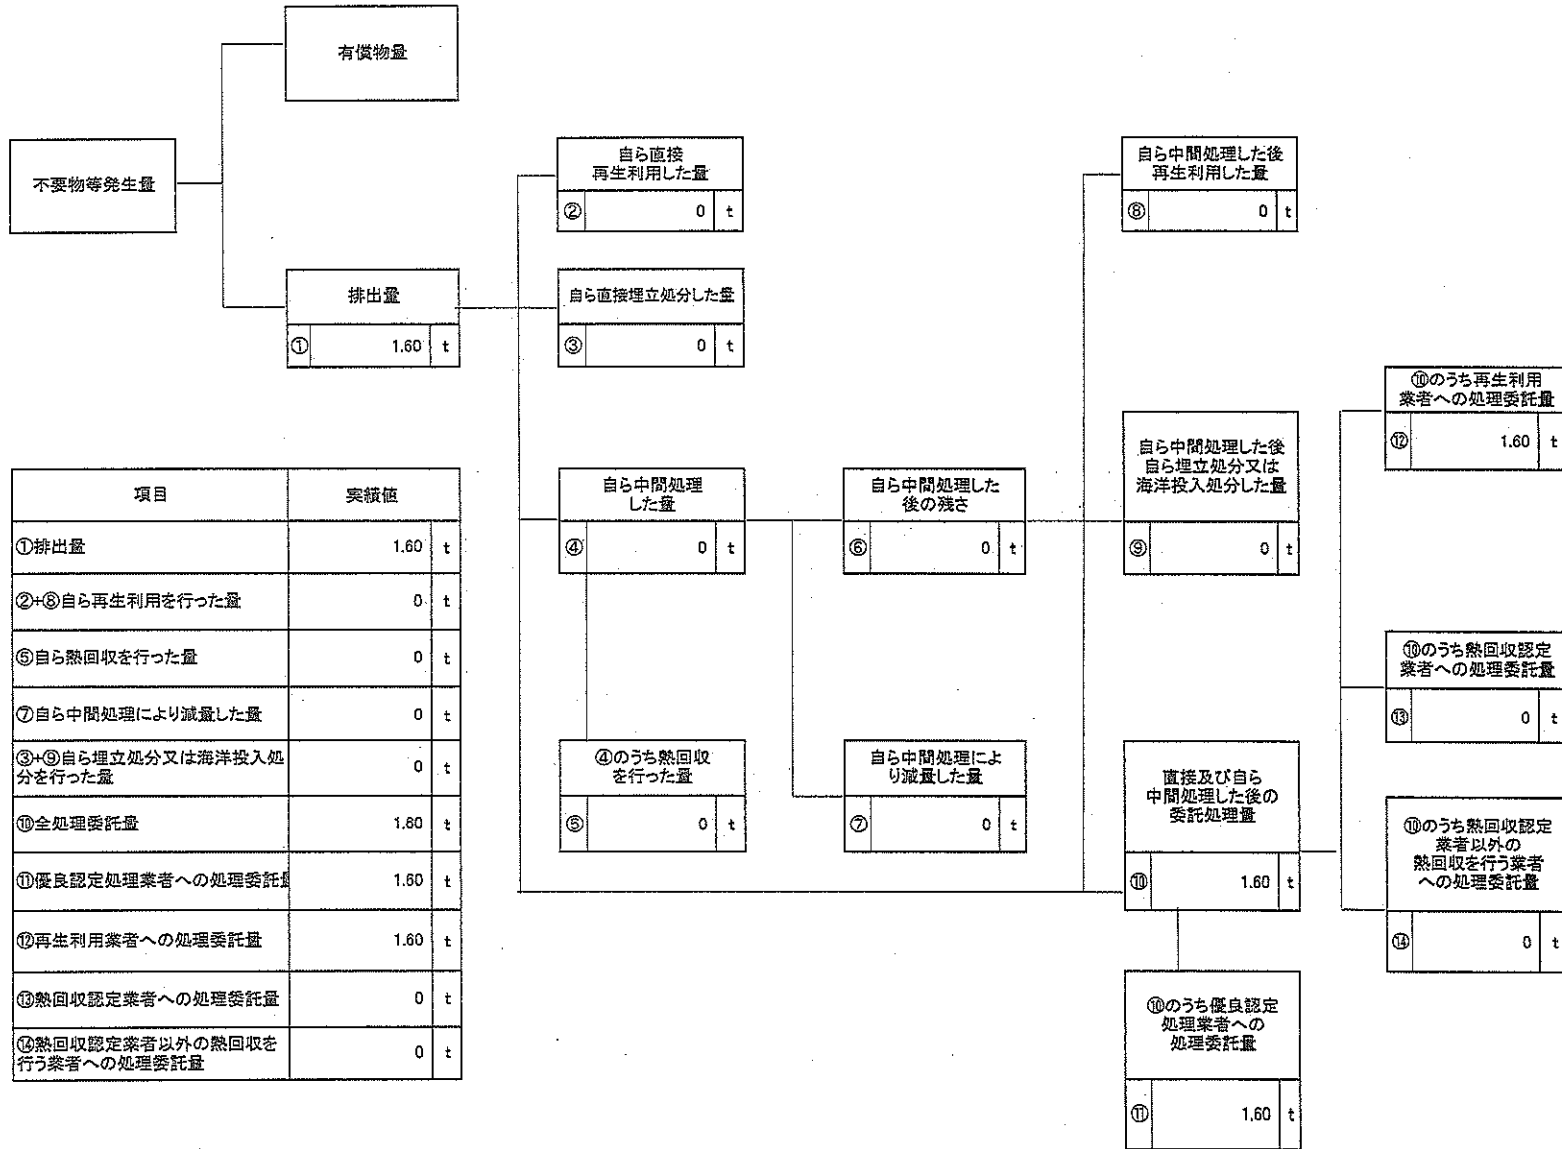 有償物量
不要物等発生量
排出量
① 1.60 t
自ら直接
再生利用した量
② 0 t
自ら直接埋立処分した量
③ 0 t
自ら中間処理
した量
④ 0 t
④のうち熱回収
を行った量
⑤ 0 t
自ら中間処理した
後の残さ
⑥ 0 t
自ら中間処理によ
り減量した量
⑦ 0 t
自ら中間処理した後
再生利用した量
⑧ 0 t
自ら中間処理した後
自ら埋立処分又は
海洋投入処分した量
⑨ 0 t
直接及び自ら
中間処理した後の
委託処理量
⑩ 1.60 t
⑩のうち優良認定
処理業者への
処理委託量
⑪ 1.60 t
⑩のうち再生利用
業者への処理委託量
⑫ 1.60 t
⑩のうち熱回収認定
業者への処理委託量
⑬ 0 t
⑩のうち熱回収認定
業者以外の
熱回収を行う業者
への処理委託量
⑭ 0 t
項目 実績値
①排出量 1.60 t
②+⑧自ら再生利用を行った量 0 t
⑤自ら熱回収を行った量 0 t
⑦自ら中間処理により減量した量 0 t
③+⑨自ら埋立処分又は海洋投入処
分を行った量 0 t
⑩全処理委託量 1.60 t
⑪優良認定処理業者への処理委託量 1.60 t
⑫再生利用業者への処理委託量 1.60 t
⑬熱回収認定業者への処理委託量 0 t
⑭熱回収認定業者以外の熱回収を
行う業者への処理委託量 0 t